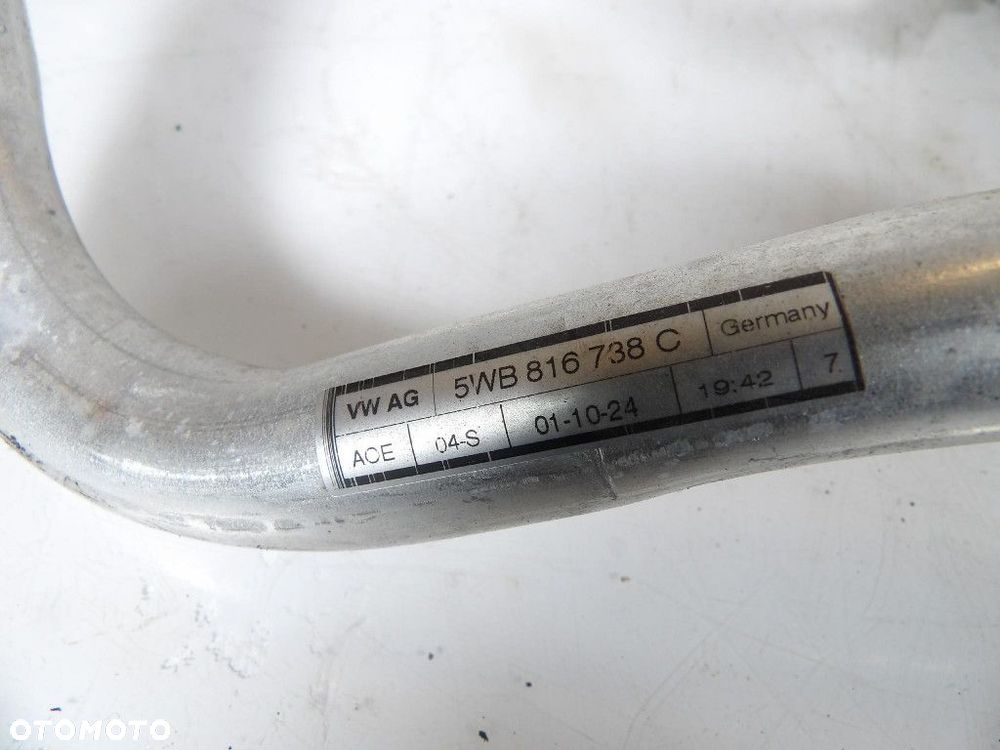 VW AG 5WB 816 738 C Germany
ACE 04-S 01-10-24 19:42 7
OTOMOTO